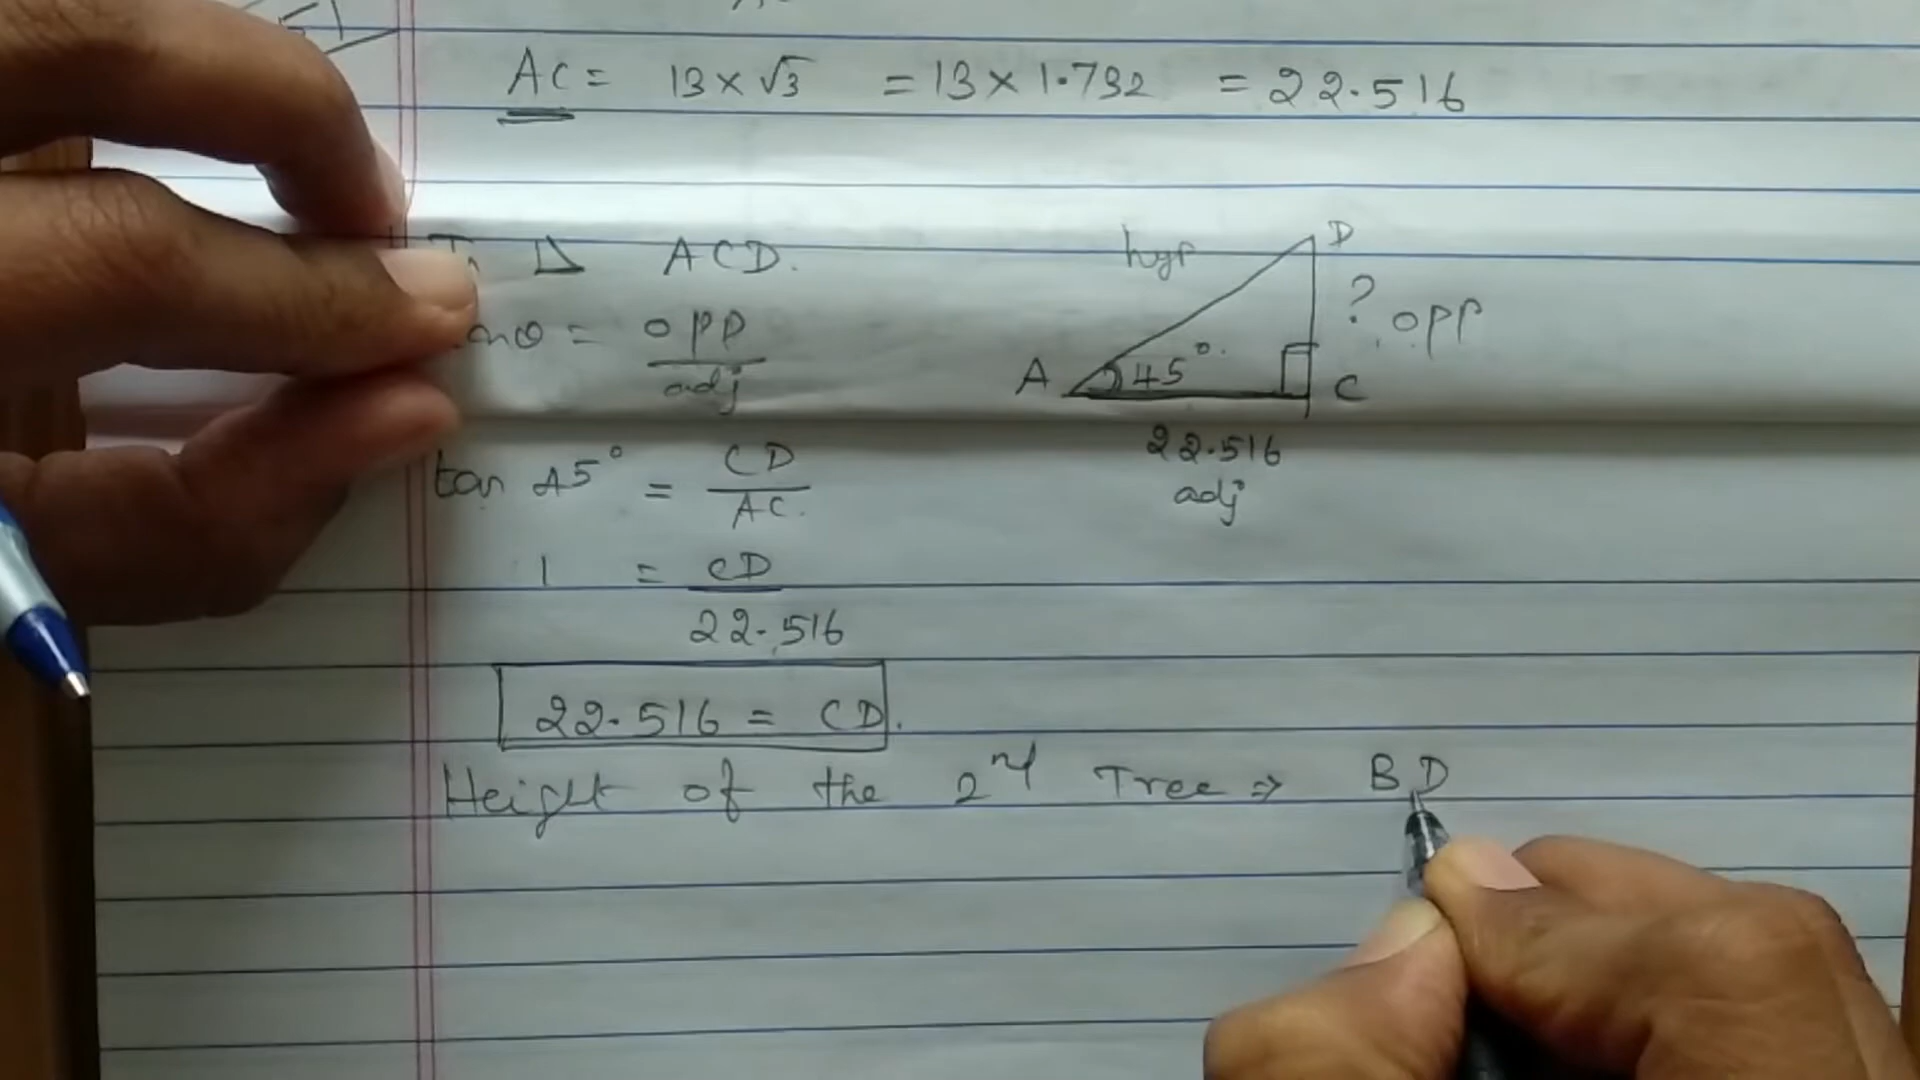 AC = 13 × √3 = 13 × 1.732 = 22.516
Δ ACD.
= opp
adj
tan 45° = CD
AC.
1 = CD
22.516
22.516 = CD.
Height of the 2nd Tree ⇒ BD
D
hyp
? opp
A 45° C
22.516
adj